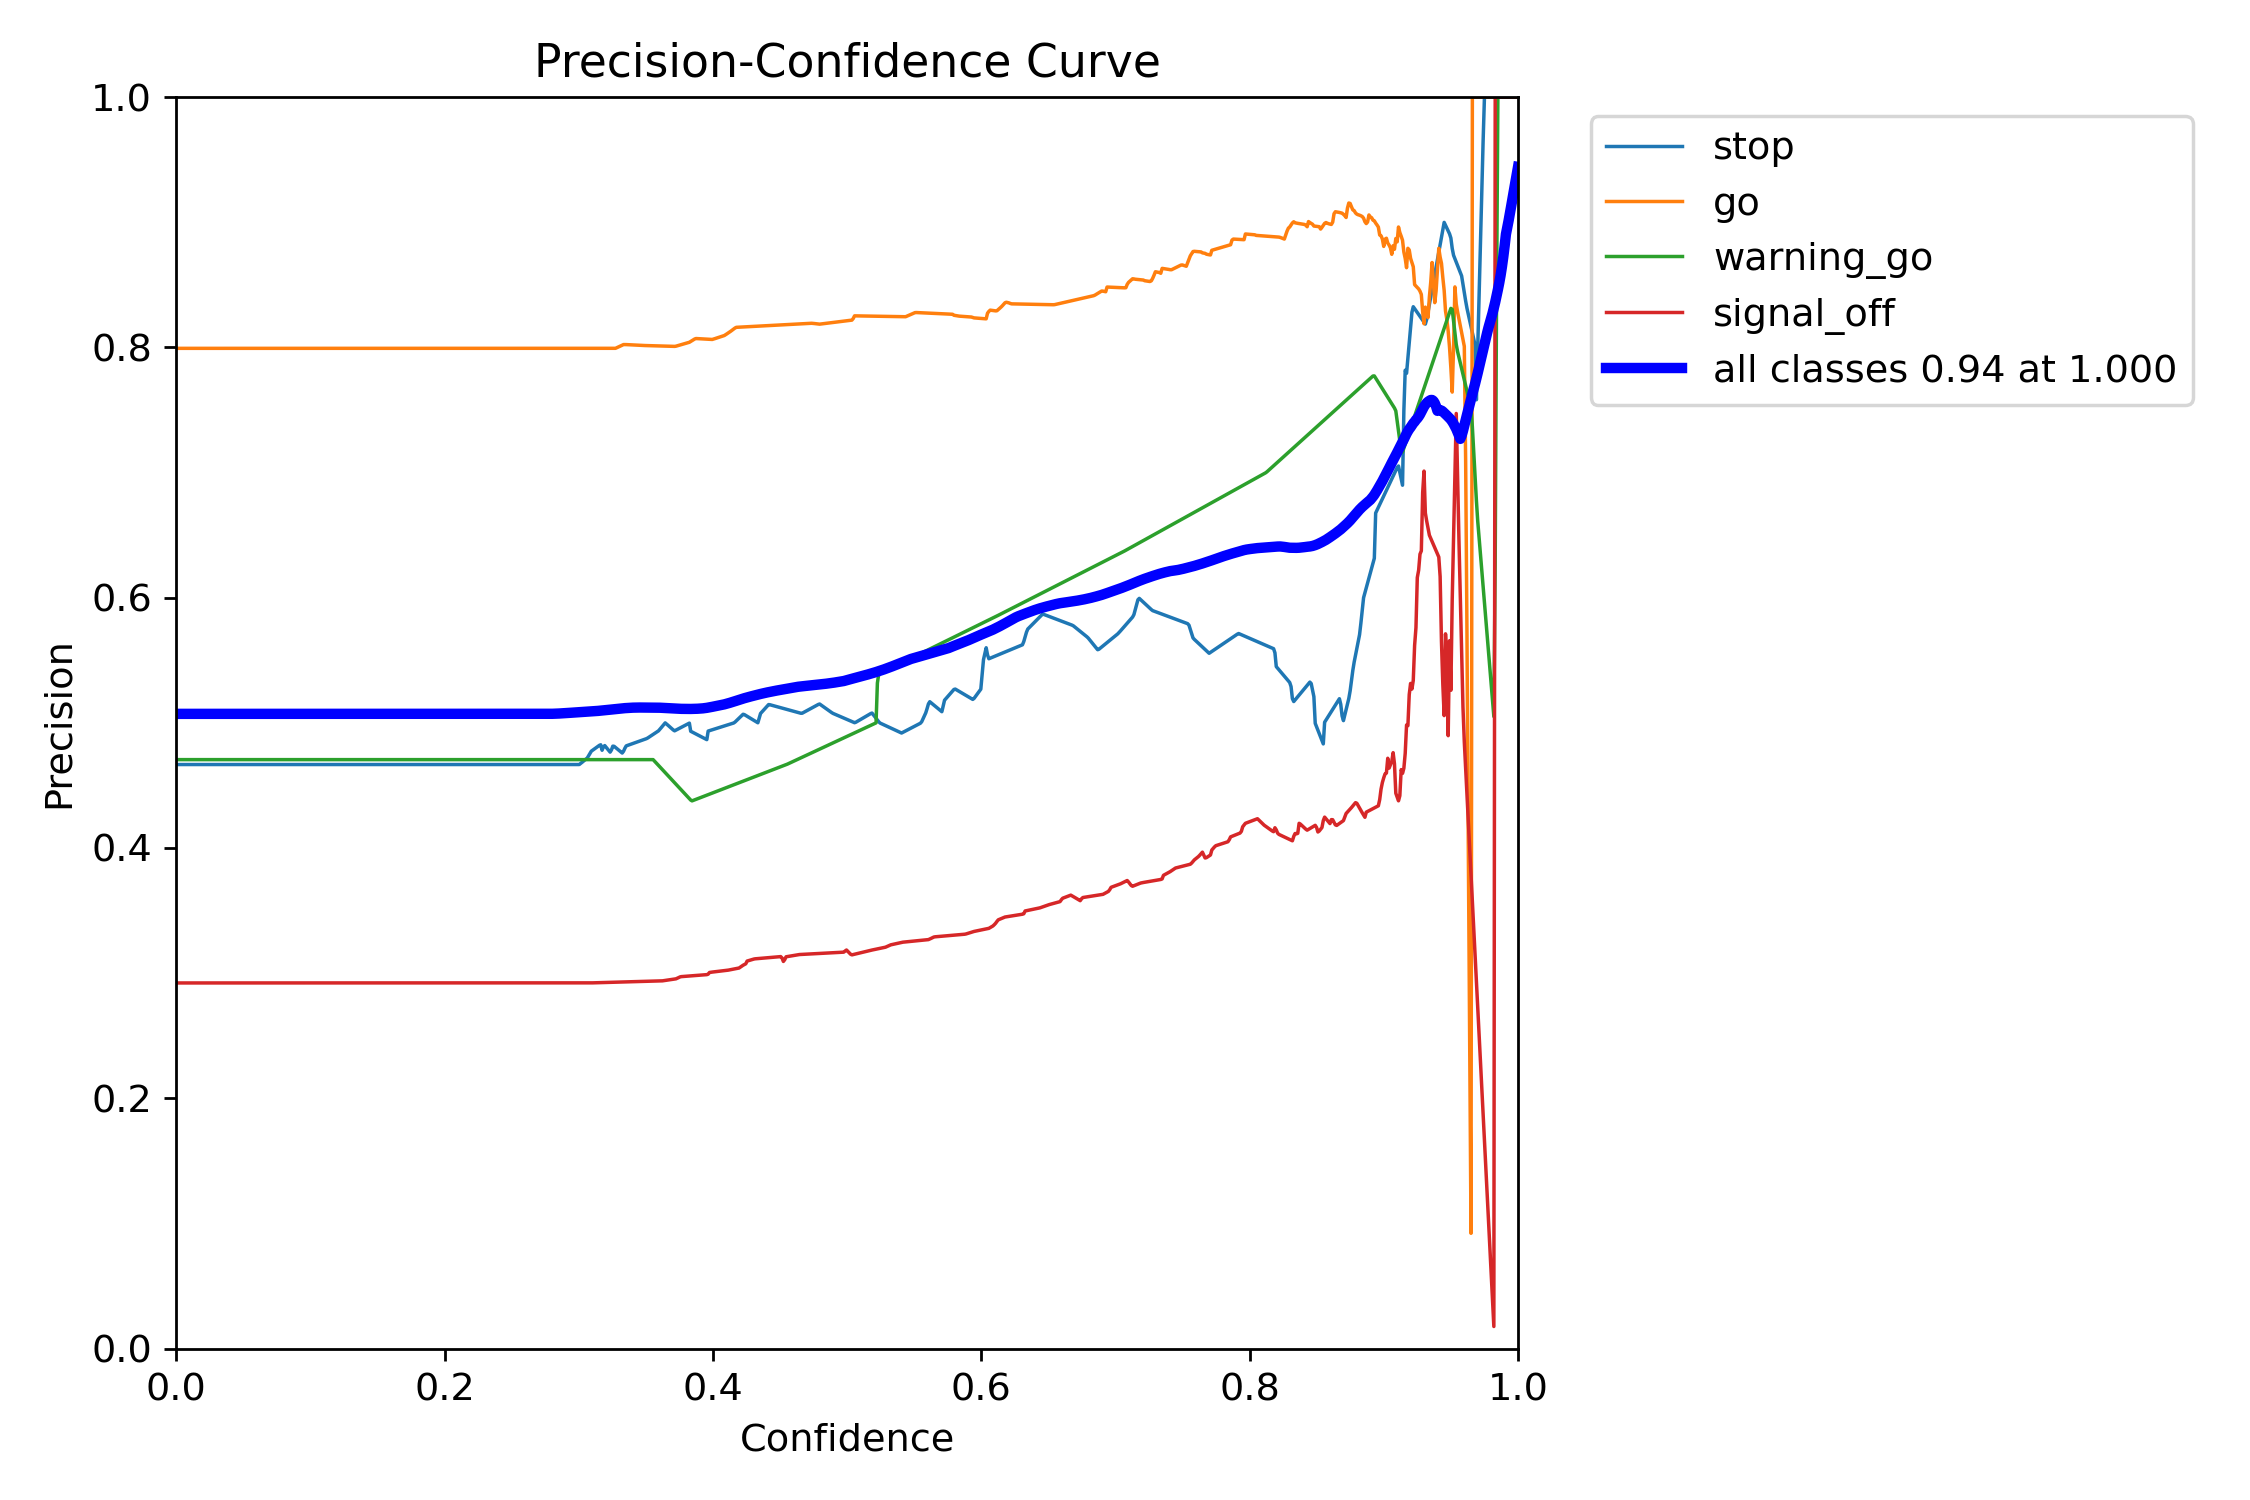 Precision-Confidence Curve
1.0
0.8
0.6
0.4
0.2
0.0
Precision
0.0 0.2 0.4 0.6 0.8 1.0
Confidence
stop
go
warning_go
signal_off
all classes 0.94 at 1.000